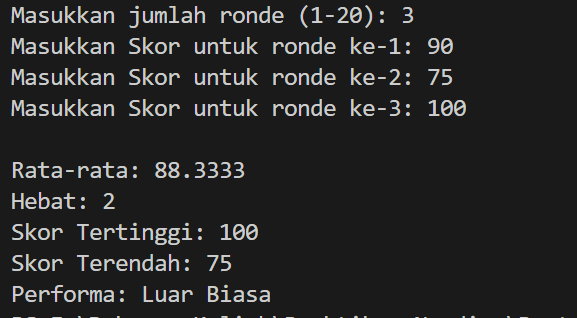 Masukkan jumlah ronde (1-20): 3
Masukkan Skor untuk ronde ke-1: 90
Masukkan Skor untuk ronde ke-2: 75
Masukkan Skor untuk ronde ke-3: 100
Rata-rata: 88.3333
Hebat: 2
Skor Tertinggi: 100
Skor Terendah: 75
Performa: Luar Biasa